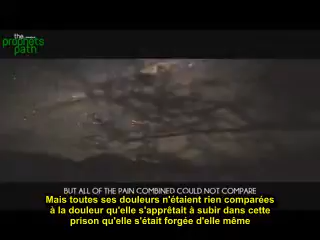 the
prophets
path
BUT ALL OF THE PAIN COMBINED COULD NOT COMPARE
Mais toutes ses douleurs n'étaient rien comparées
à la douleur qu'elle s'apprêtait à subir dans cette
prison qu'elle s'était forgée d'elle même